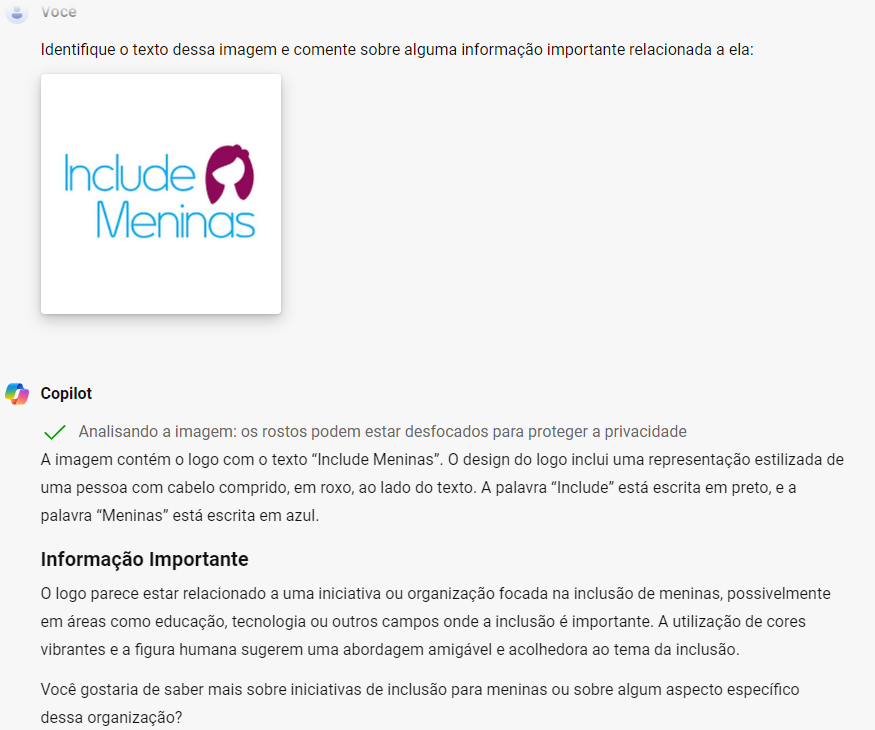 Voce
Identifique o texto dessa imagem e comente sobre alguma informação importante relacionada a ela:
Include
Meninas
Copilot
Analisando a imagem: os rostos podem estar desfocados para proteger a privacidade
A imagem contém o logo com o texto “Include Meninas”. O design do logo inclui uma representação estilizada de
uma pessoa com cabelo comprido, em roxo, ao lado do texto. A palavra “Include” está escrita em preto, e a
palavra “Meninas” está escrita em azul.
Informação Importante
O logo parece estar relacionado a uma iniciativa ou organização focada na inclusão de meninas, possivelmente
em áreas como educação, tecnologia ou outros campos onde a inclusão é importante. A utilização de cores
vibrantes e a figura humana sugerem uma abordagem amigável e acolhedora ao tema da inclusão.
Você gostaria de saber mais sobre iniciativas de inclusão para meninas ou sobre algum aspecto específico
dessa organização?